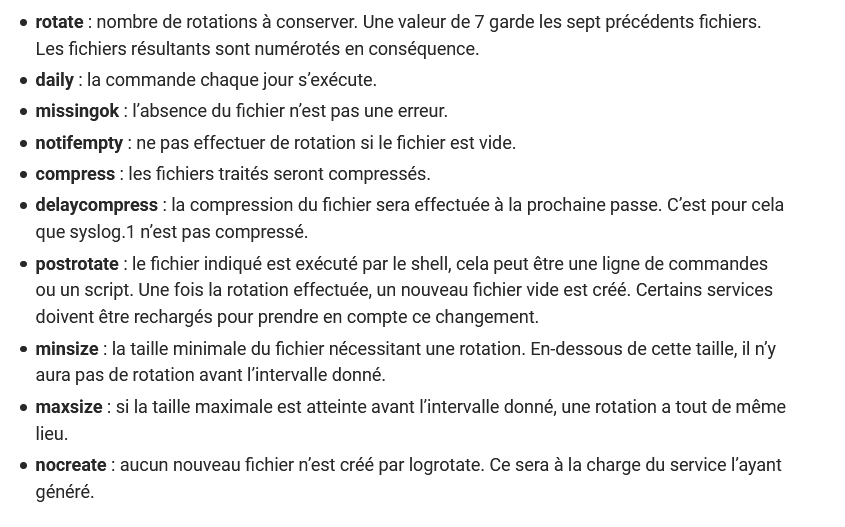 • rotate : nombre de rotations à conserver. Une valeur de 7 garde les sept précédents fichiers.
Les fichiers résultants sont numérotés en conséquence.
• daily : la commande chaque jour s’exécute.
• missingok : l’absence du fichier n’est pas une erreur.
• notifempty : ne pas effectuer de rotation si le fichier est vide.
• compress : les fichiers traités seront compressés.
• delaycompress : la compression du fichier sera effectuée à la prochaine passe. C’est pour cela
que syslog.1 n’est pas compressé.
• postrotate : le fichier indiqué est exécuté par le shell, cela peut être une ligne de commandes
ou un script. Une fois la rotation effectuée, un nouveau fichier vide est créé. Certains services
doivent être rechargés pour prendre en compte ce changement.
• minsize : la taille minimale du fichier nécessitant une rotation. En-dessous de cette taille, il n’y
aura pas de rotation avant l’intervalle donné.
• maxsize : si la taille maximale est atteinte avant l’intervalle donné, une rotation a tout de même
lieu.
• nocreate : aucun nouveau fichier n’est créé par logrotate. Ce sera à la charge du service l’ayant
généré.